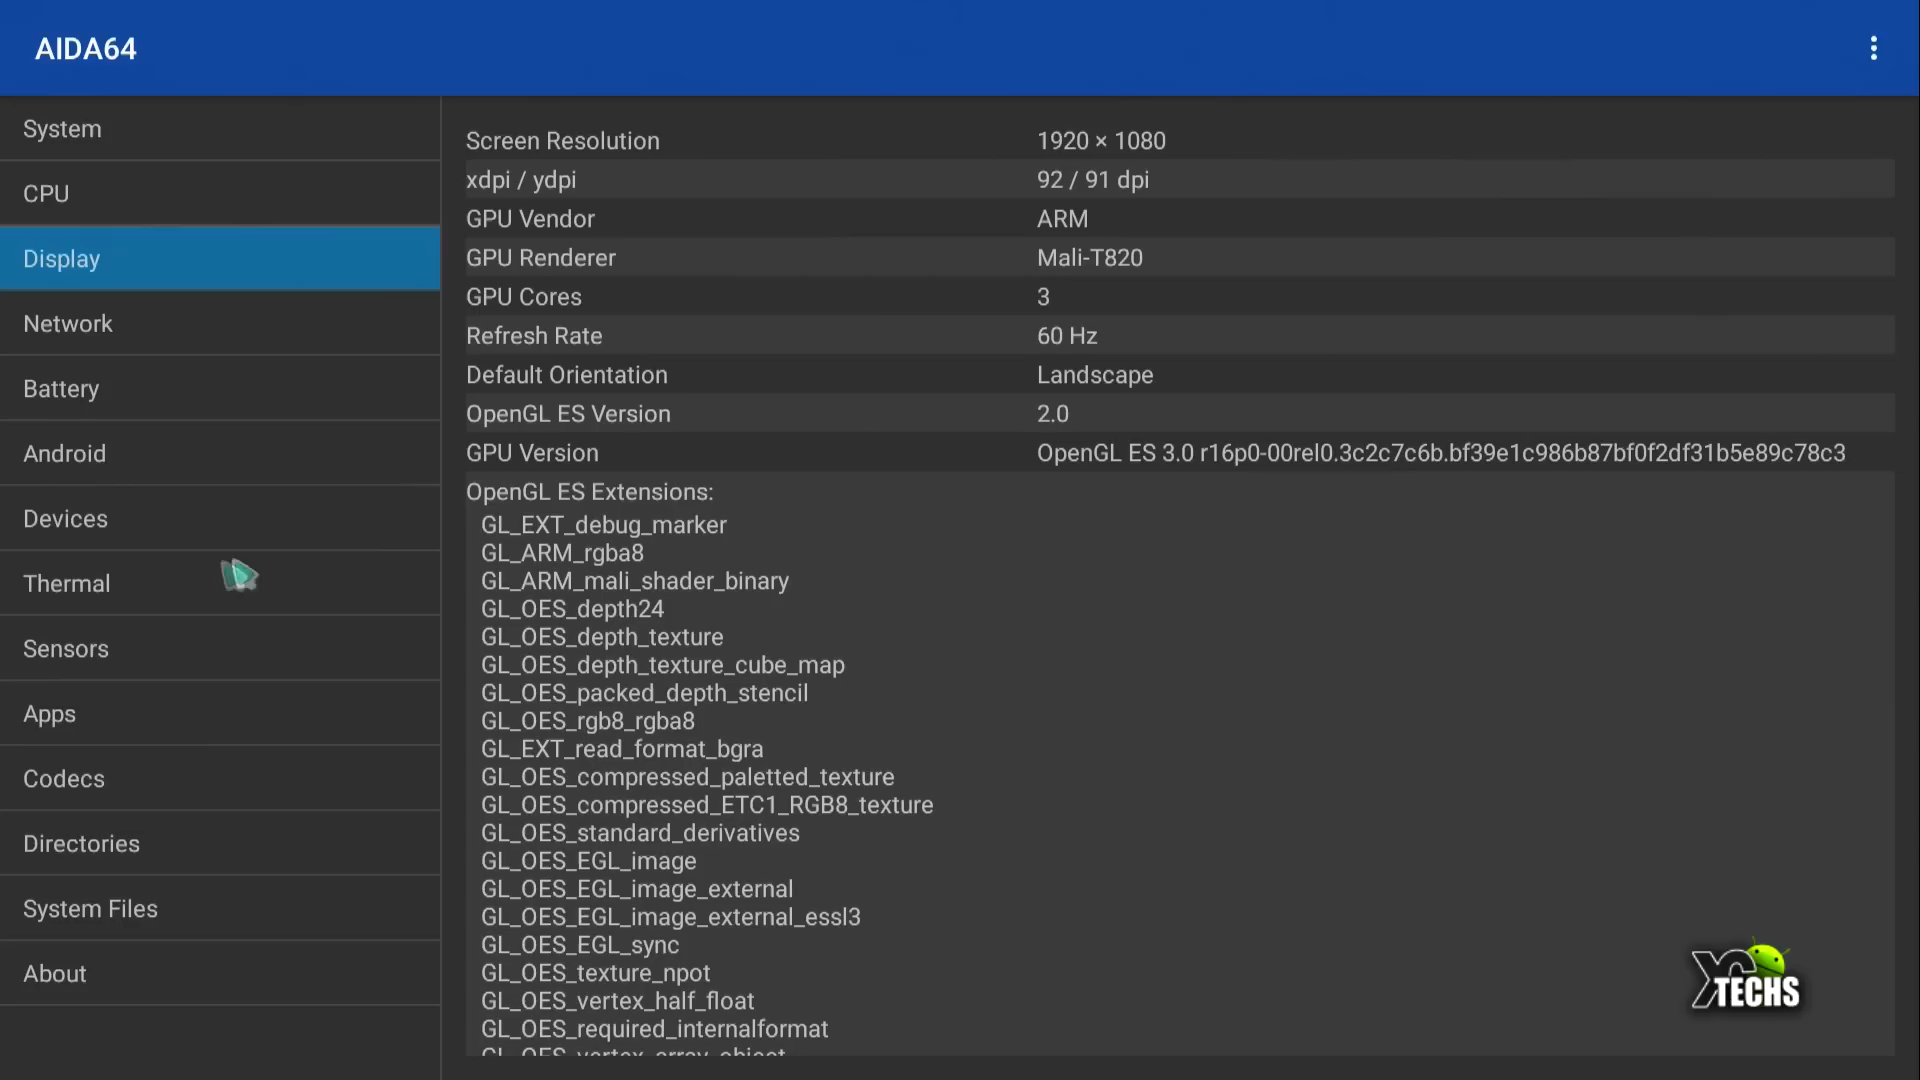 AIDA64
System
CPU
Display
Network
Battery
Android
Devices
Thermal
Sensors
Apps
Codecs
Directories
System Files
About
Screen Resolution 1920 × 1080
xdpi / ydpi 92 / 91 dpi
GPU Vendor ARM
GPU Renderer Mali-T820
GPU Cores 3
Refresh Rate 60 Hz
Default Orientation Landscape
OpenGL ES Version 2.0
GPU Version OpenGL ES 3.0 r16p0-00rel0.3c2c7c6b.bf39e1c986b87bf0f2df31b5e89c78c3
OpenGL ES Extensions:
GL_EXT_debug_marker
GL_ARM_rgba8
GL_ARM_mali_shader_binary
GL_OES_depth24
GL_OES_depth_texture
GL_OES_depth_texture_cube_map
GL_OES_packed_depth_stencil
GL_OES_rgb8_rgba8
GL_EXT_read_format_bgra
GL_OES_compressed_paletted_texture
GL_OES_compressed_ETC1_RGB8_texture
GL_OES_standard_derivatives
GL_OES_EGL_image
GL_OES_EGL_image_external
GL_OES_EGL_image_external_essl3
GL_OES_EGL_sync
GL_OES_texture_npot
GL_OES_vertex_half_float
GL_OES_required_internalformat
GL_OES_vertex_array_object
TECHS